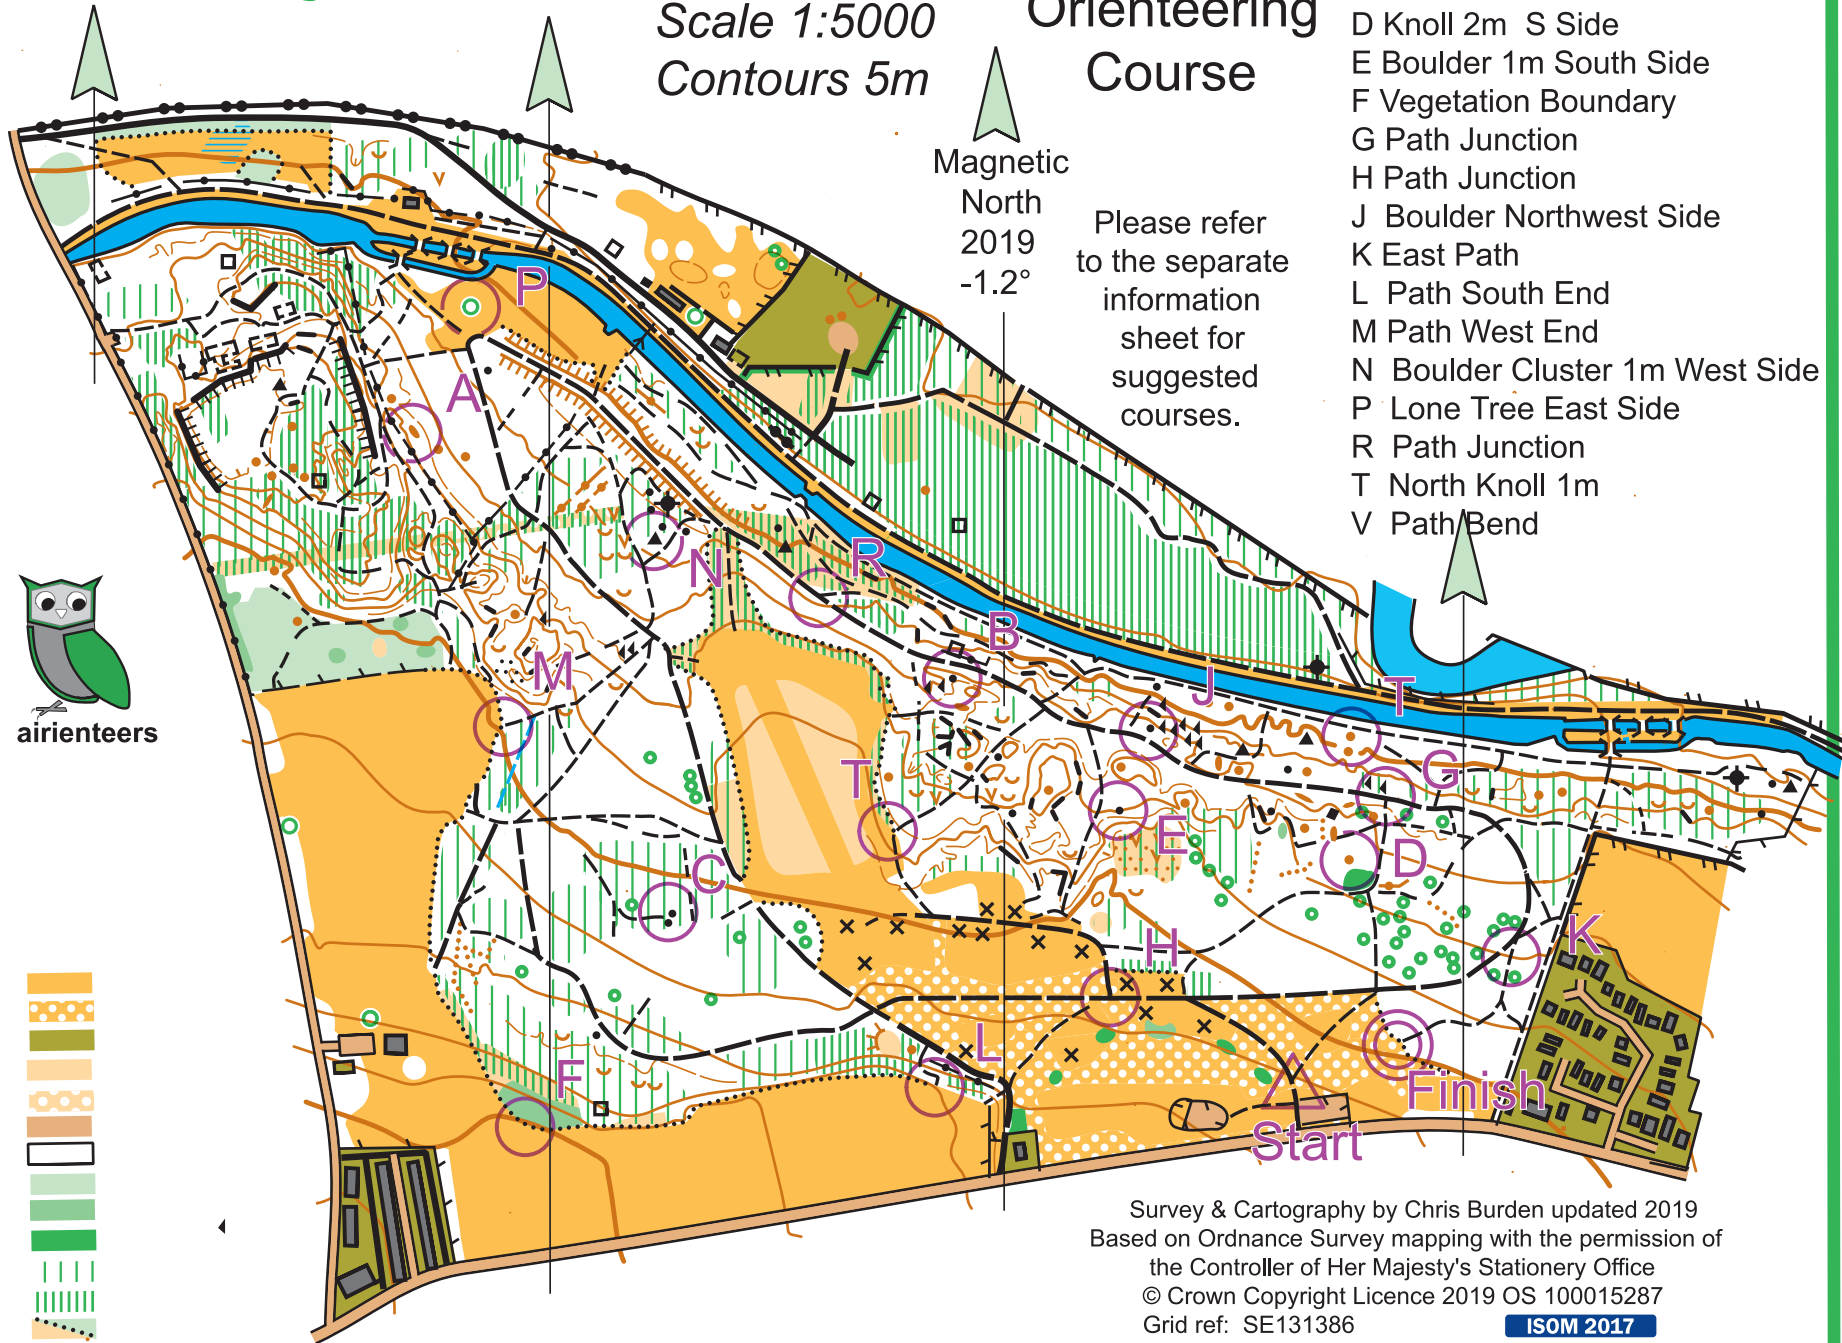 Scale 1:5000
Contours 5m
Orienteering
Course
Magnetic
North
2019
-1.2°
Please refer
to the separate
information
sheet for
suggested
courses.
D Knoll 2m S Side
E Boulder 1m South Side
F Vegetation Boundary
G Path Junction
H Path Junction
J Boulder Northwest Side
K East Path
L Path South End
M Path West End
N Boulder Cluster 1m West Side
P Lone Tree East Side
R Path Junction
T North Knoll 1m
V Path Bend
P
A
N
R
B
M
J
T
G
T
E
D
C
K
H
L
F
Finish
Start
airienteers
Survey & Cartography by Chris Burden updated 2019
Based on Ordnance Survey mapping with the permission of
the Controller of Her Majesty's Stationery Office
© Crown Copyright Licence 2019 OS 100015287
Grid ref: SE131386
ISOM 2017